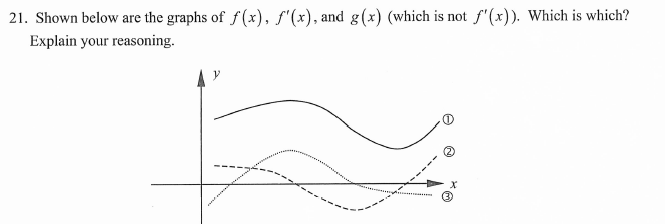 21. Shown below are the graphs of f(x), f'(x), and g(x) (which is not f'(x)). Which is which?
Explain your reasoning.
y
①
②
x
③